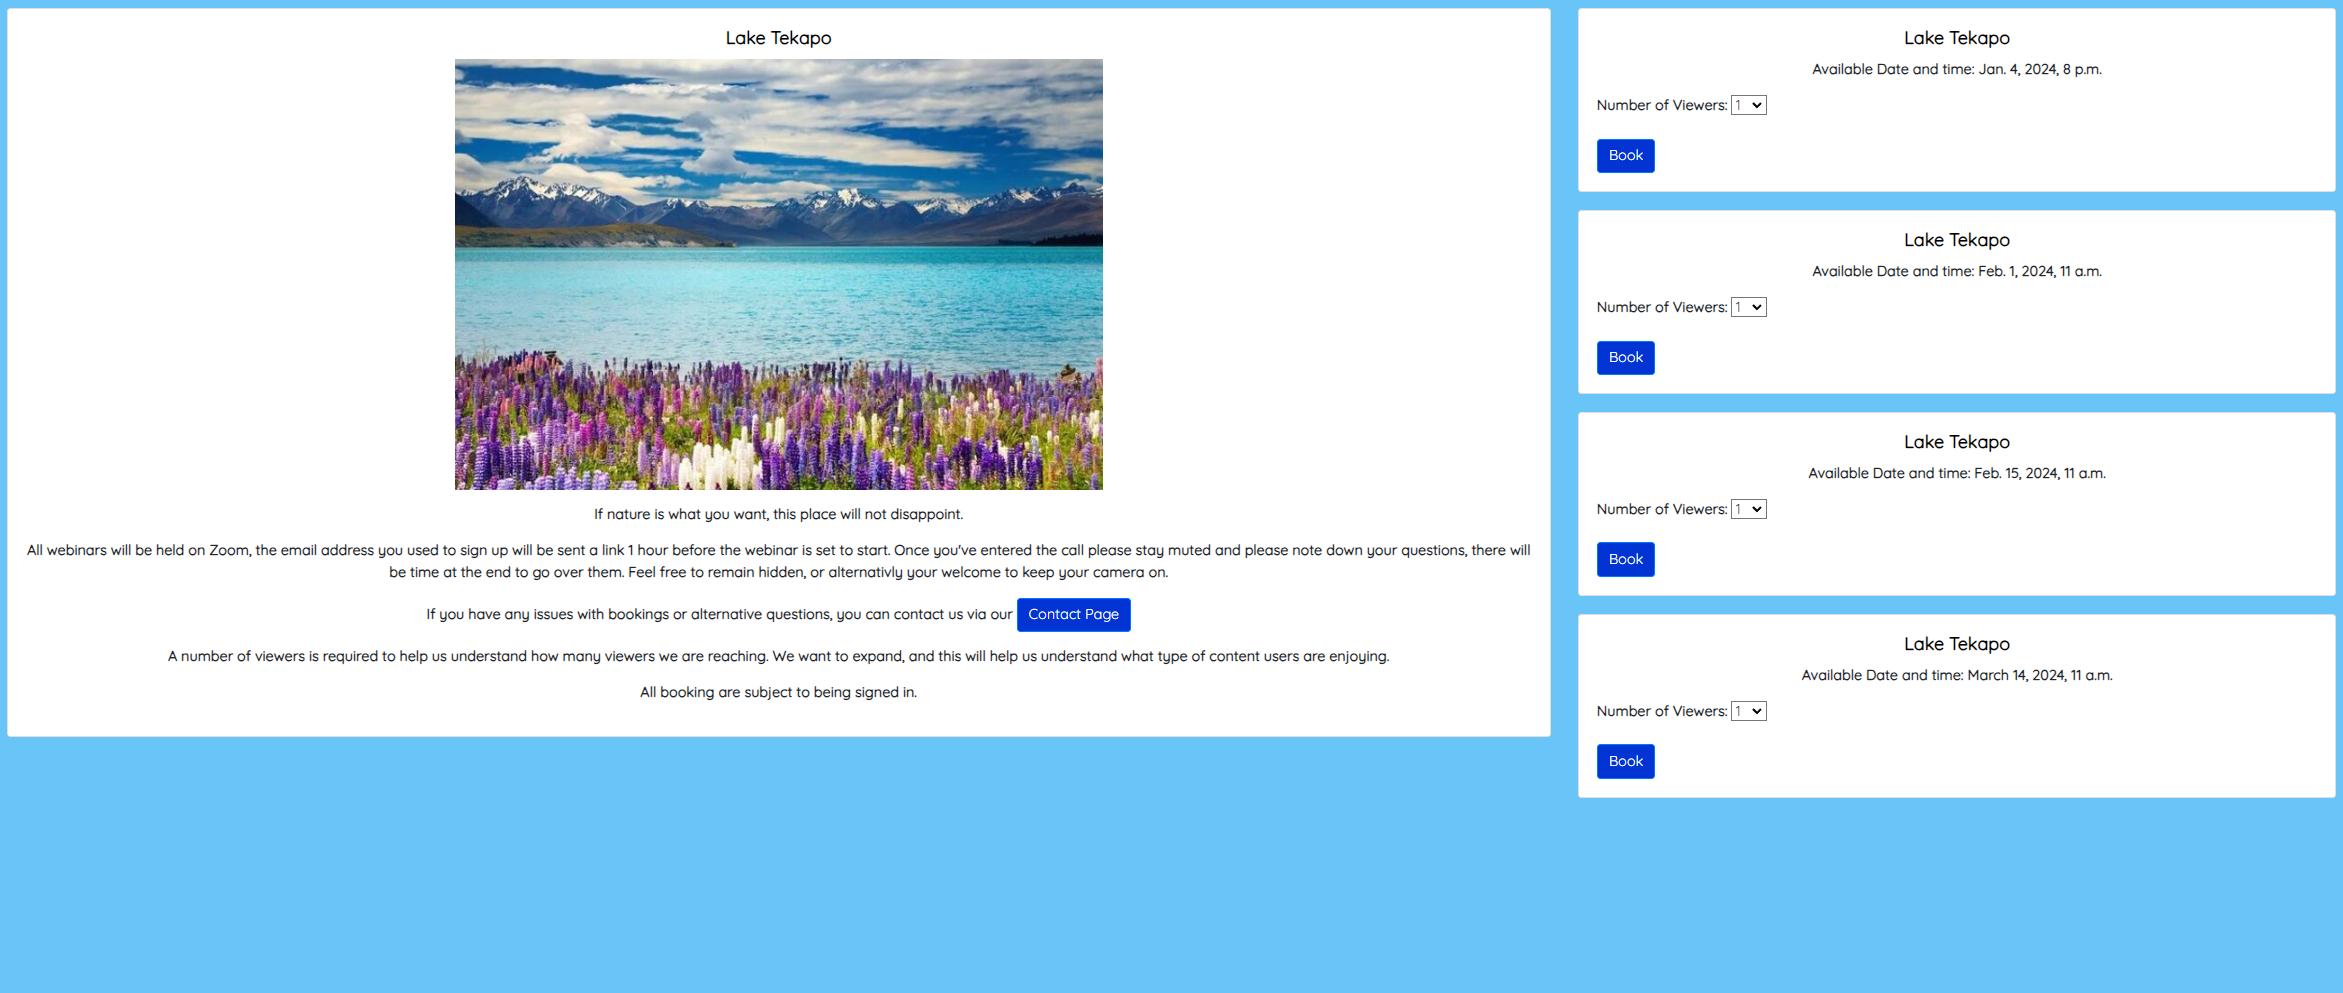 Lake Tekapo
If nature is what you want, this place will not disappoint.
All webinars will be held on Zoom, the email address you used to sign up will be sent a link 1 hour before the webinar is set to start. Once you've entered the call please stay muted and please note down your questions, there will
be time at the end to go over them. Feel free to remain hidden, or alternativly your welcome to keep your camera on.
If you have any issues with bookings or alternative questions, you can contact us via our Contact Page
A number of viewers is required to help us understand how many viewers we are reaching. We want to expand, and this will help us understand what type of content users are enjoying.
All booking are subject to being signed in.
Lake Tekapo
Available Date and time: Jan. 4, 2024, 8 p.m.
Number of Viewers: 1
Book
Lake Tekapo
Available Date and time: Feb. 1, 2024, 11 a.m.
Number of Viewers: 1
Book
Lake Tekapo
Available Date and time: Feb. 15, 2024, 11 a.m.
Number of Viewers: 1
Book
Lake Tekapo
Available Date and time: March 14, 2024, 11 a.m.
Number of Viewers: 1
Book